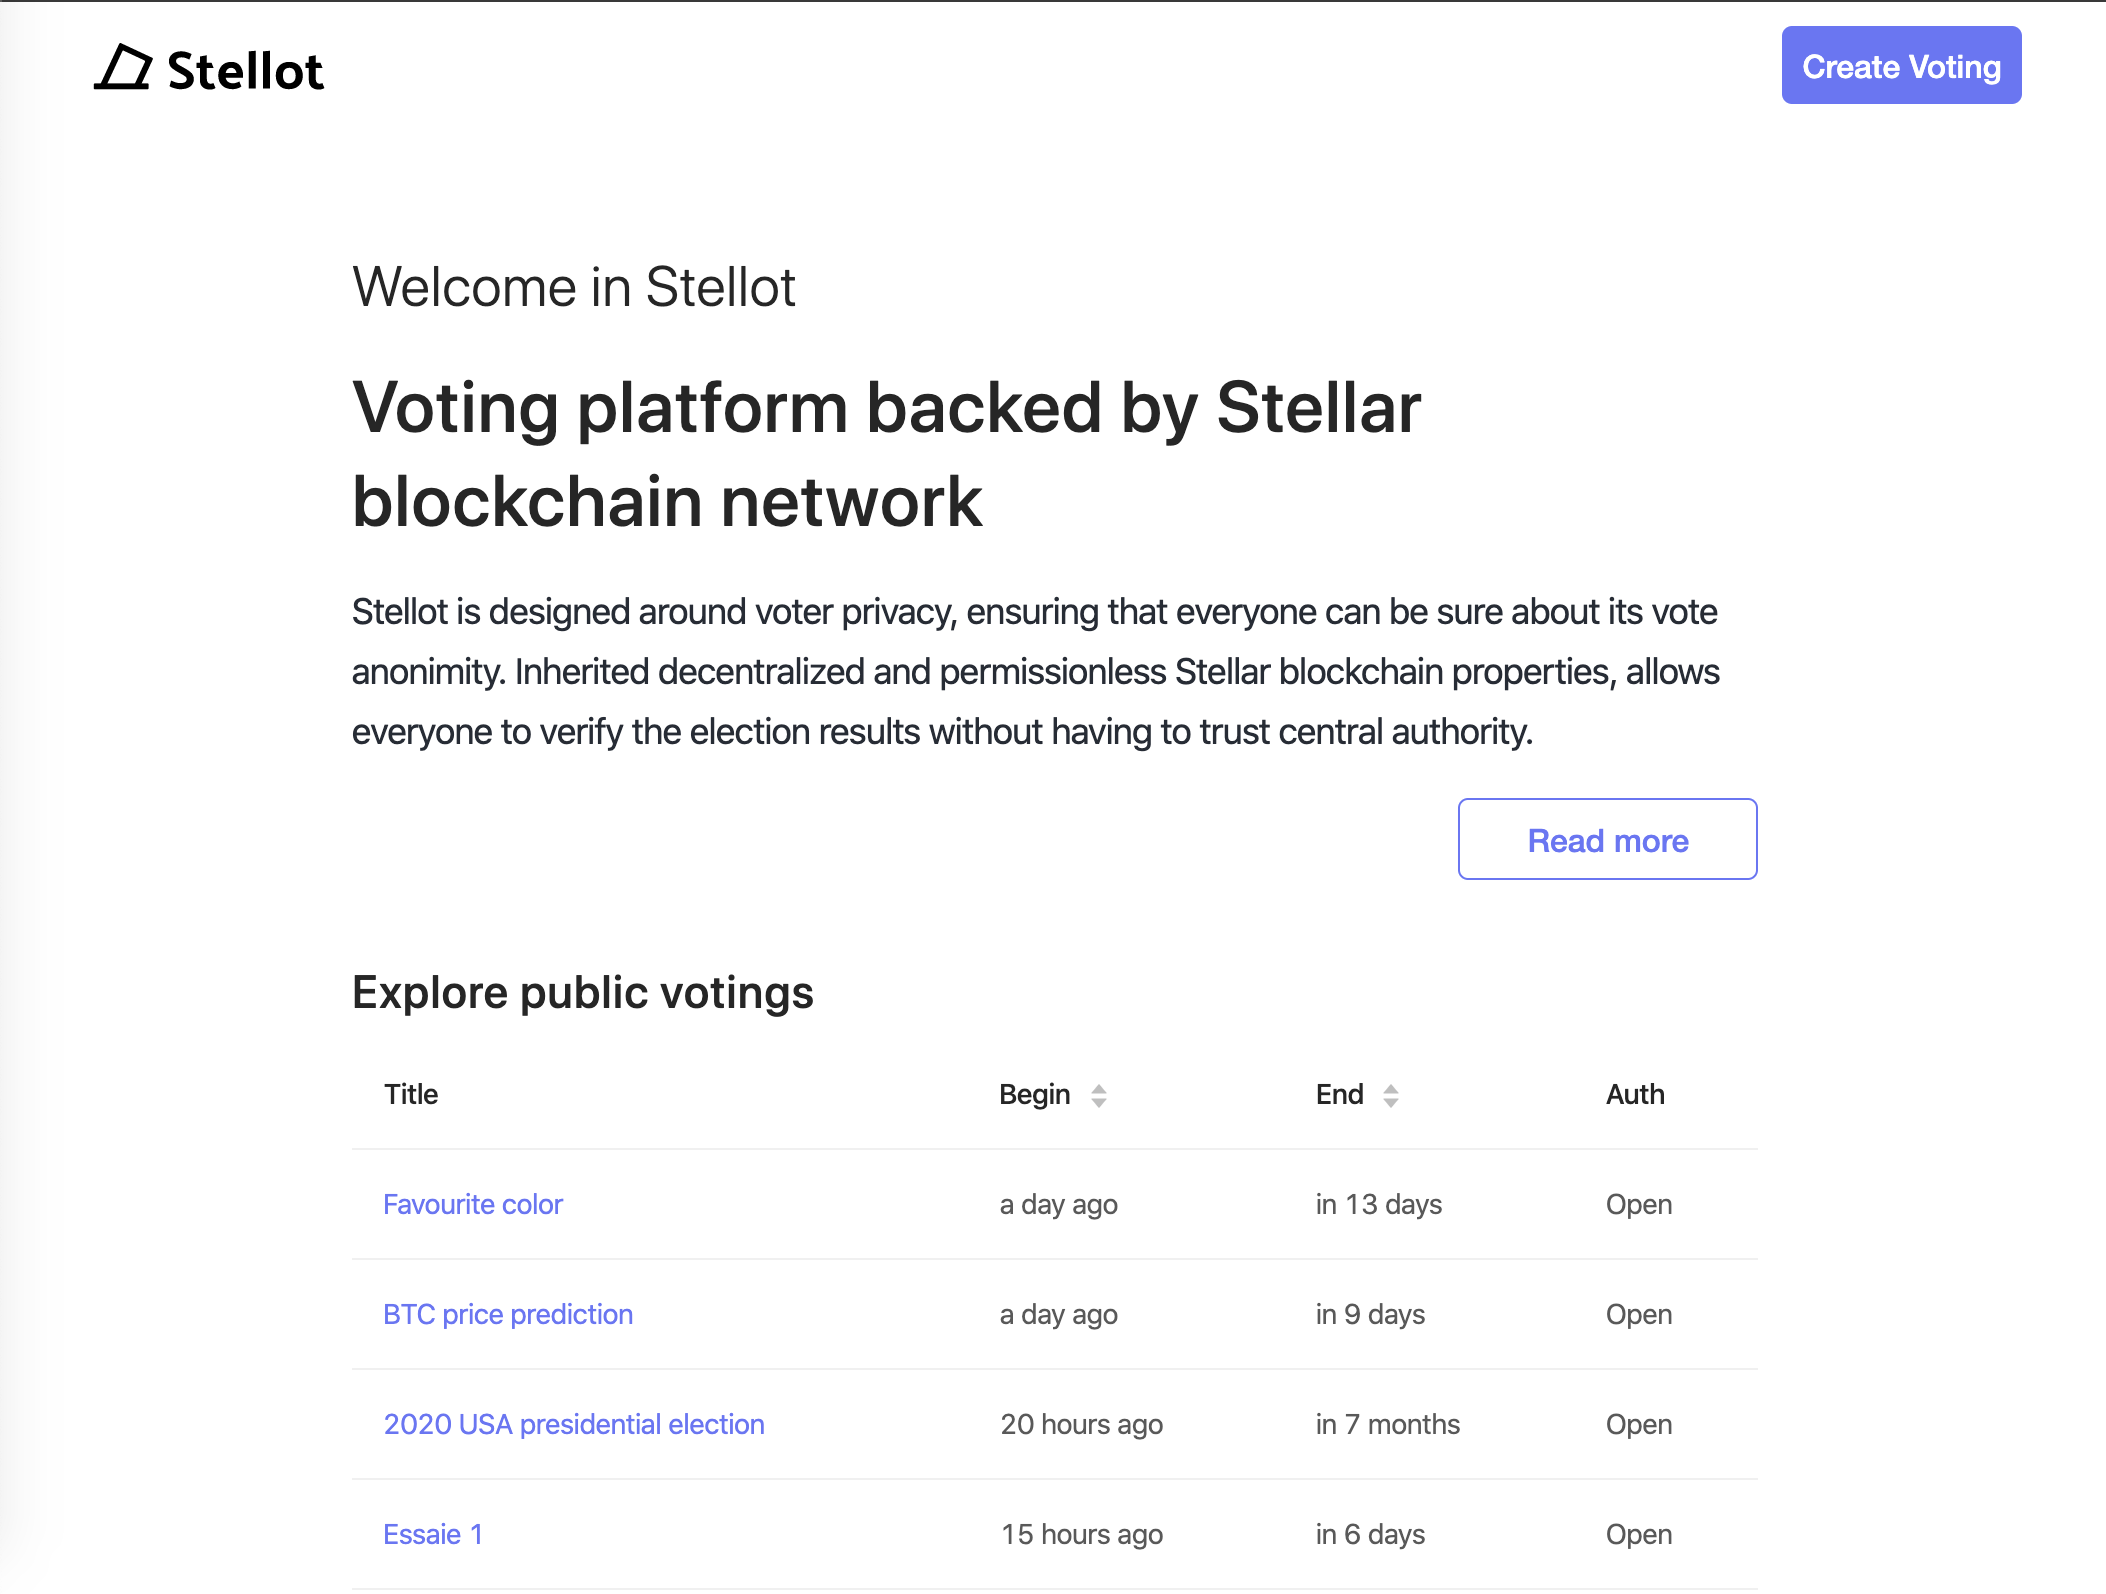 Stellot
Create Voting
Welcome in Stellot
Voting platform backed by Stellar
blockchain network
Stellot is designed around voter privacy, ensuring that everyone can be sure about its vote
anonimity. Inherited decentralized and permissionless Stellar blockchain properties, allows
everyone to verify the election results without having to trust central authority.
Read more
Explore public votings
Title Begin End Auth
Favourite color a day ago in 13 days Open
BTC price prediction a day ago in 9 days Open
2020 USA presidential election 20 hours ago in 7 months Open
Essaie 1 15 hours ago in 6 days Open